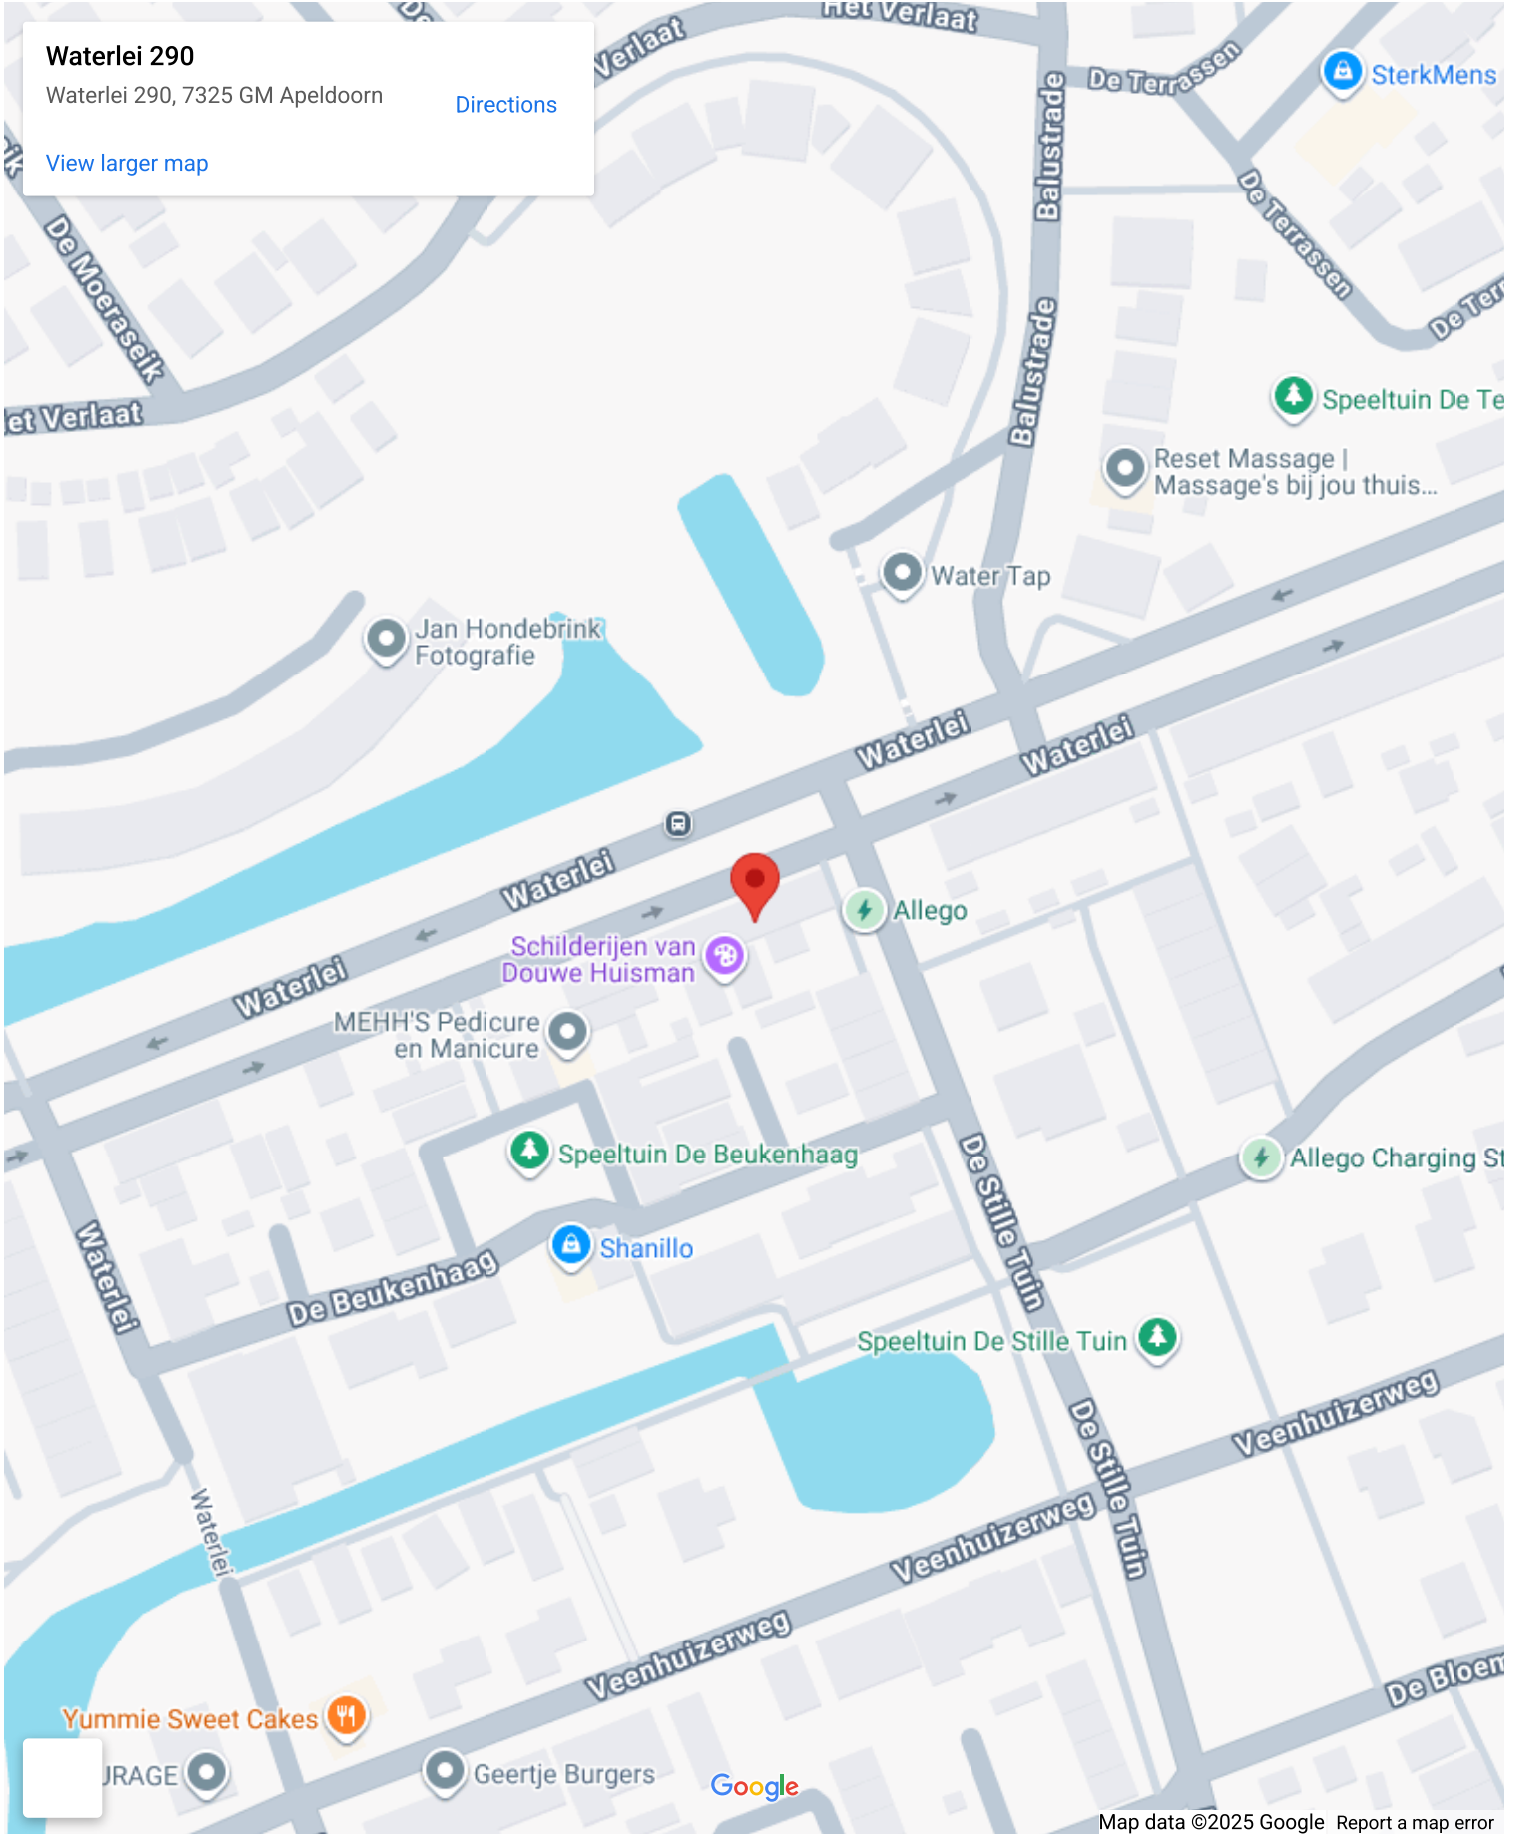 De
Het Verlaat
Verlaat
Waterlei 290
Waterlei 290, 7325 GM Apeldoorn
Directions
View larger map
De Terrassen
SterkMens
Balustrade
De Terrassen
De Moeraseik
De Terr
Balustrade
et Verlaat
Speeltuin De Te
Reset Massage |
Massage's bij jou thuis...
Water Tap
Jan Hondebrink
Fotografie
Waterlei
Waterlei
Waterlei
Allego
Schilderijen van
Douwe Huisman
Waterlei
MEHH'S Pedicure
en Manicure
Speeltuin De Beukenhaag
Allego Charging St
De Stille Tuin
Waterlei
Shanillo
De Beukenhaag
Speeltuin De Stille Tuin
Veenhuizerweg
De Stille Tuin
Waterlei
Veenhuizerweg
Veenhuizerweg
De Bloem
Yummie Sweet Cakes
URAGE
Geertje Burgers
Google
Map data ©2025 Google
Report a map error